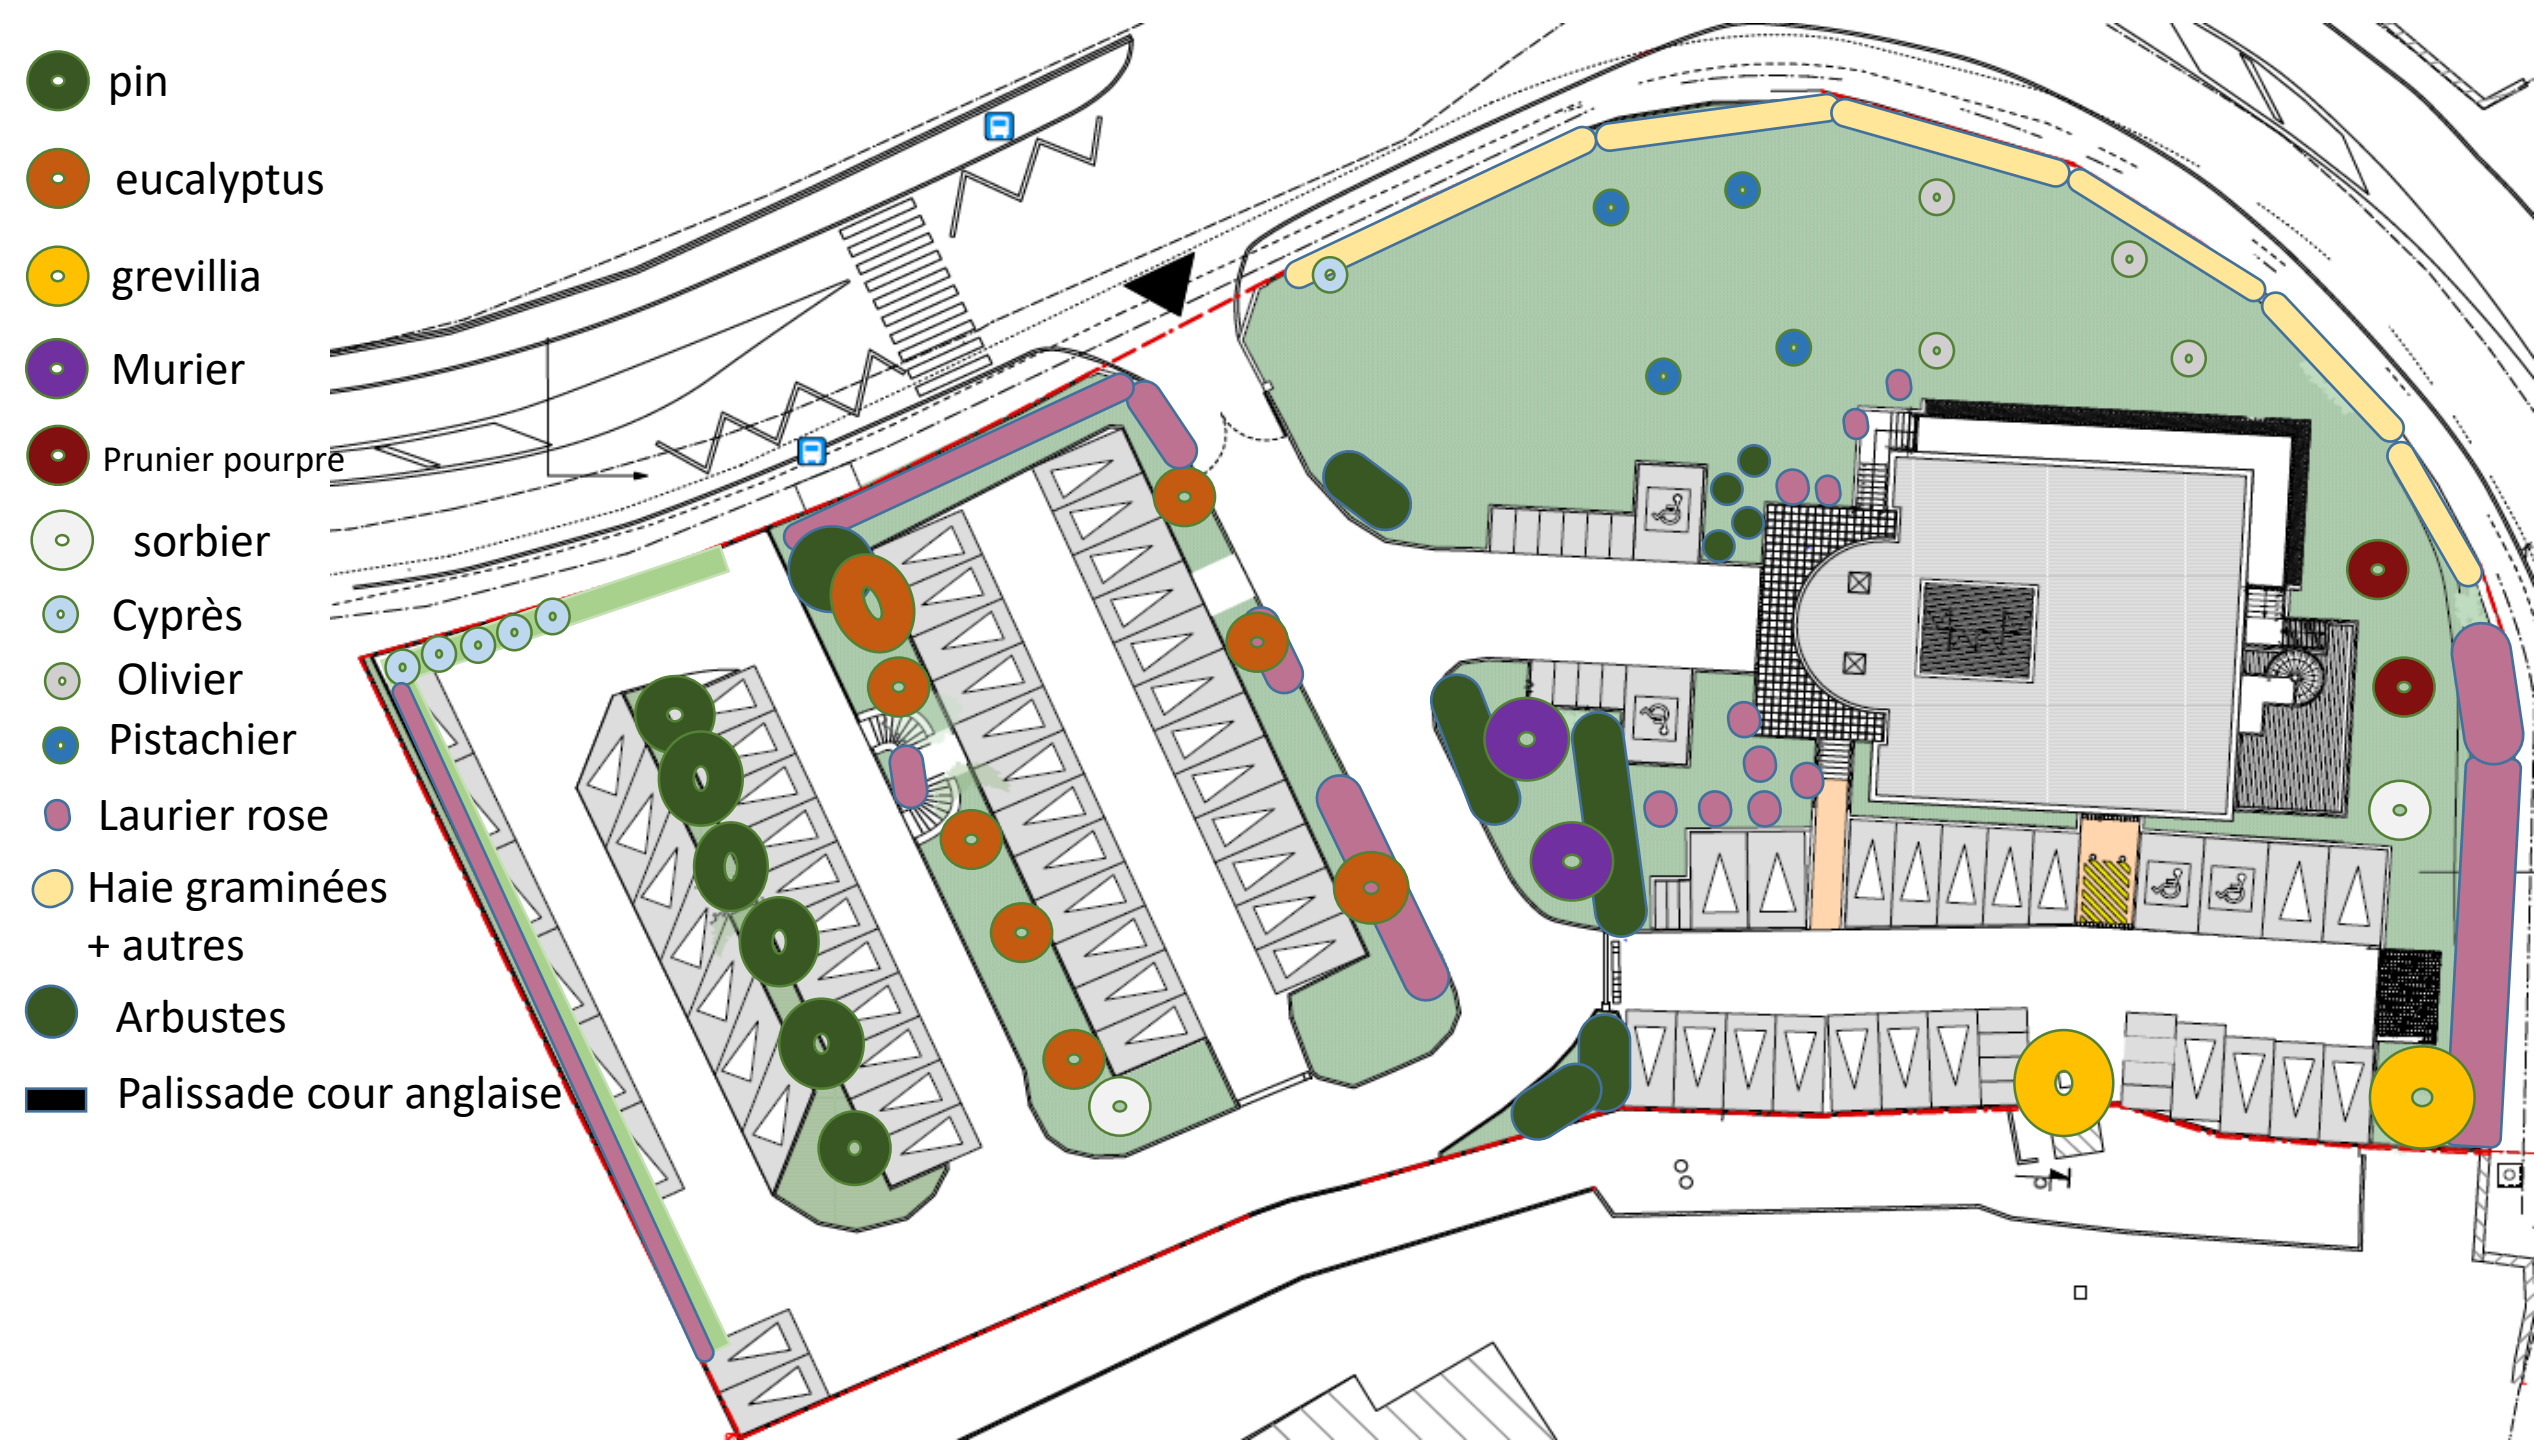 pin
eucalyptus
grevillia
Murier
Prunier pourpre
sorbier
Cyprès
Olivier
Pistachier
Laurier rose
Haie graminées
+ autres
Arbustes
Palissade cour anglaise